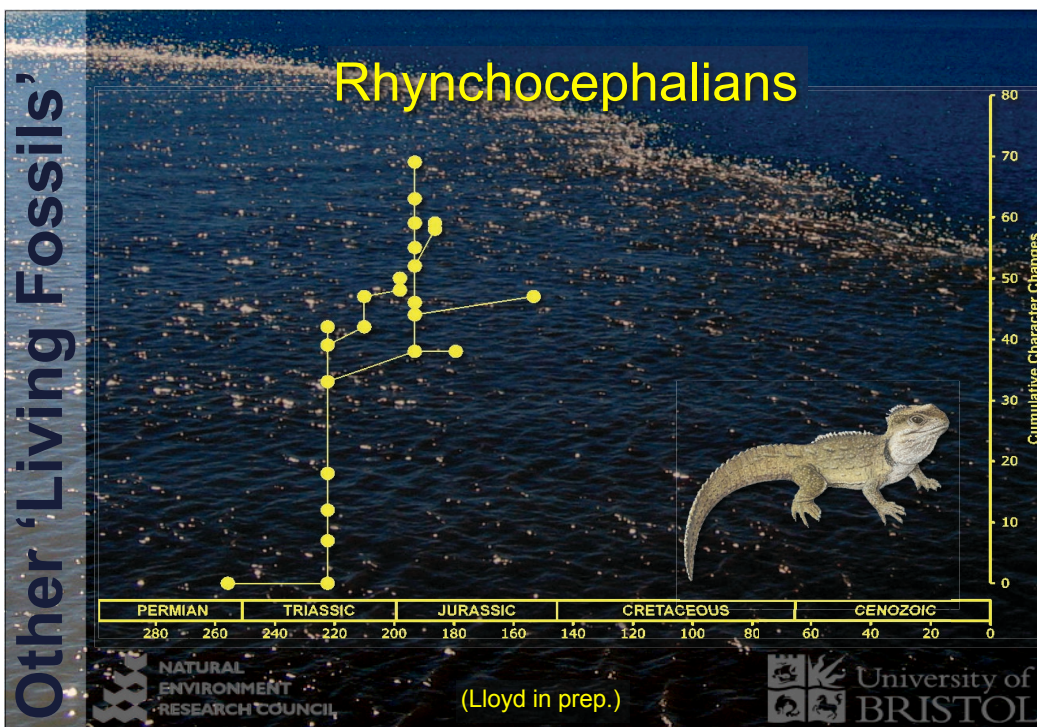 Other ‘Living Fossils’
Rhynchocephalians
80
70
60
50
40
30
20
10
0
Cumulative Character Changes
PERMIAN TRIASSIC JURASSIC CRETACEOUS CENOZOIC
280 260 240 220 200 180 160 140 120 100 80 60 40 20 0
NATURAL
ENVIRONMENT
RESEARCH COUNCIL
(Lloyd in prep.)
University of
BRISTOL